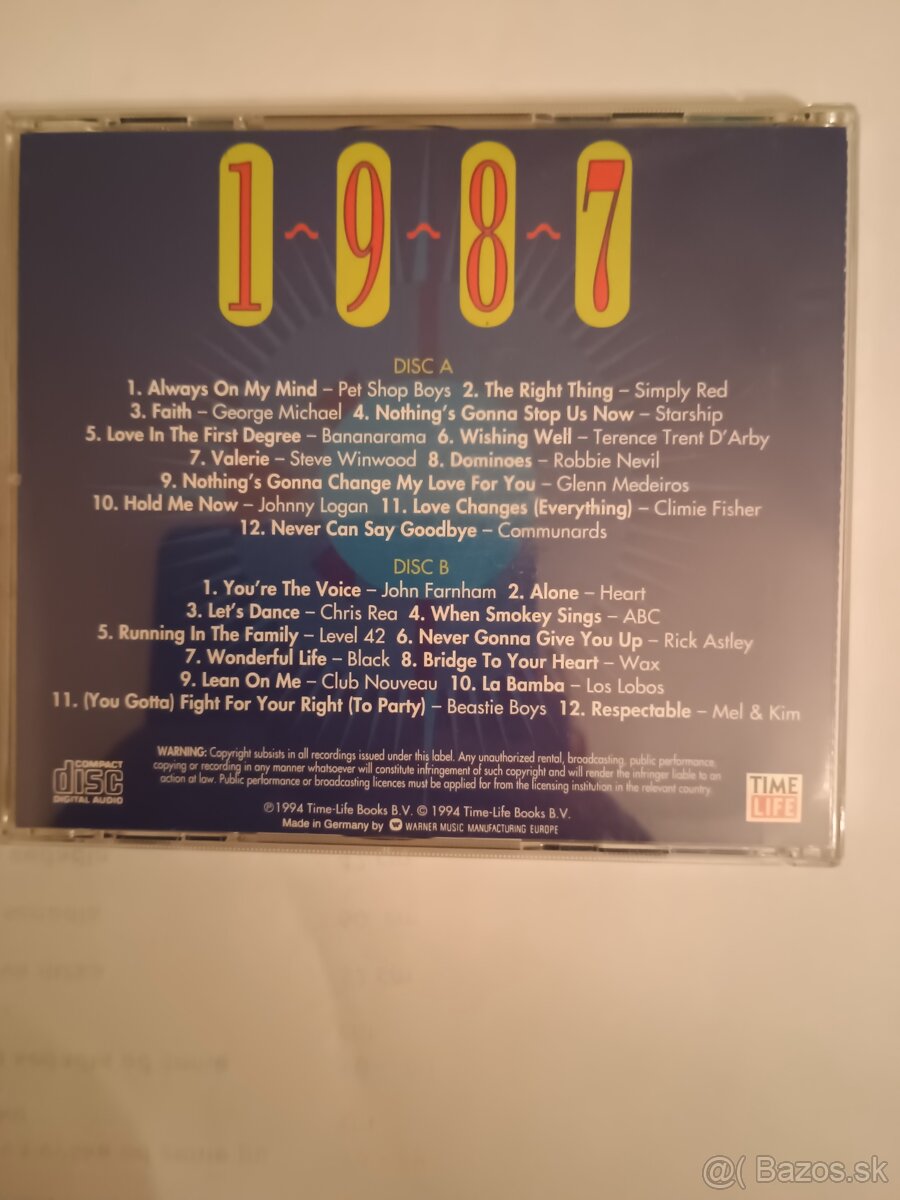 1~9~8~7
DISC A
1. Always On My Mind – Pet Shop Boys 2. The Right Thing – Simply Red
3. Faith – George Michael 4. Nothing's Gonna Stop Us Now – Starship
5. Love In The First Degree – Bananarama 6. Wishing Well – Terence Trent D'Arby
7. Valerie – Steve Winwood 8. Dominoes – Robbie Nevil
9. Nothing's Gonna Change My Love For You – Glenn Medeiros
10. Hold Me Now – Johnny Logan 11. Love Changes (Everything) – Climie Fisher
12. Never Can Say Goodbye – Communards
DISC B
1. You're The Voice – John Farnham 2. Alone – Heart
3. Let's Dance – Chris Rea 4. When Smokey Sings – ABC
5. Running In The Family – Level 42 6. Never Gonna Give You Up – Rick Astley
7. Wonderful Life – Black 8. Bridge To Your Heart – Wax
9. Lean On Me – Club Nouveau 10. La Bamba – Los Lobos
11. (You Gotta) Fight For Your Right (To Party) – Beastie Boys 12. Respectable – Mel & Kim
WARNING: Copyright subsists in all recordings issued under this label. Any unauthorized rental, broadcasting, public performance,
copying or recording in any manner whatsoever will constitute infringement of such copyright and will render the infringer liable to an
action at law. Public performance or broadcasting licences must be applied for from the licensing institution in the relevant country.
COMPACT
disc
DIGITAL AUDIO
℗ 1994 Time-Life Books B.V. © 1994 Time-Life Books B.V.
Made in Germany by WARNER MUSIC MANUFACTURING EUROPE
TIME
LIFE
@( Bazos.sk